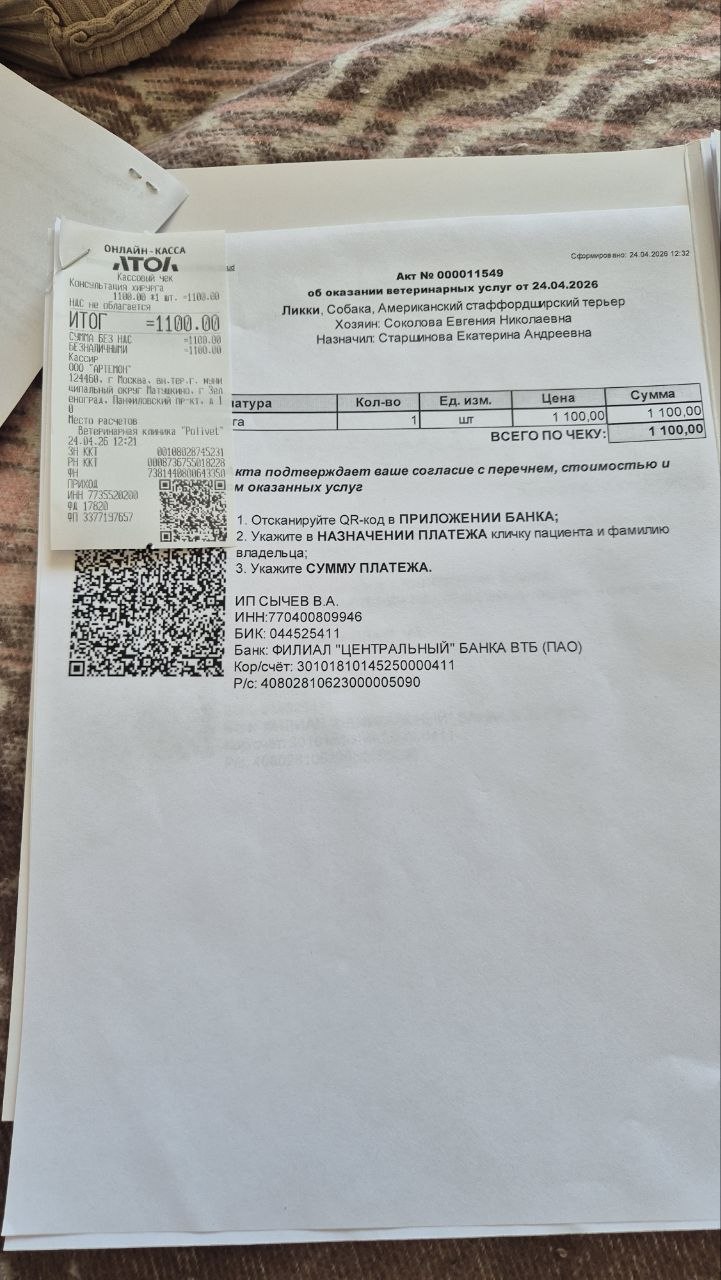 ОНЛАЙН-КАССА
АТОЛ
Кассовый чек
Консультация хирурга
1100.00 *1 шт. =1100.00
НДС не облагается
ИТОГ =1100.00
СУММА БЕЗ НДС =1100.00
БЕЗНАЛИЧНЫМИ =1100.00
Кассир
ООО "АРТЕМОН"
124460, г Москва, вн.тер.г. муни
ципальный округ Матушкино, г Зел
еноград, Панфиловский пр-кт, д 1
0
Место расчетов
Ветеринарная клиника "Polivet"
24.04.26 12:21
ЗН ККТ 00108028745231
РН ККТ 0008736755018228
ФН 7381440800643350
ПРИХОД
ИНН 7735520200
ФД 17820
ФП 3377197657
Сформировано: 24.04.2026 12:32
Акт № 000011549
об оказании ветеринарных услуг от 24.04.2026
Ликки, Собака, Американский стаффордширский терьер
Хозяин: Соколова Евгения Николаевна
Назначил: Старшинова Екатерина Андреевна
латура Кол-во Ед. изм. Цена Сумма
га 1 шт 1 100,00 1 100,00
ВСЕГО ПО ЧЕКУ: 1 100,00
кта подтверждает ваше согласие с перечнем, стоимостью и
м оказанных услуг
1. Отсканируйте QR-код в ПРИЛОЖЕНИИ БАНКА;
2. Укажите в НАЗНАЧЕНИИ ПЛАТЕЖА кличку пациента и фамилию
владельца;
3. Укажите СУММУ ПЛАТЕЖА.
ИП СЫЧЕВ В.А.
ИНН:770400809946
БИК: 044525411
Банк: ФИЛИАЛ "ЦЕНТРАЛЬНЫЙ" БАНКА ВТБ (ПАО)
Кор/счёт: 30101810145250000411
Р/с: 40802810623000005090